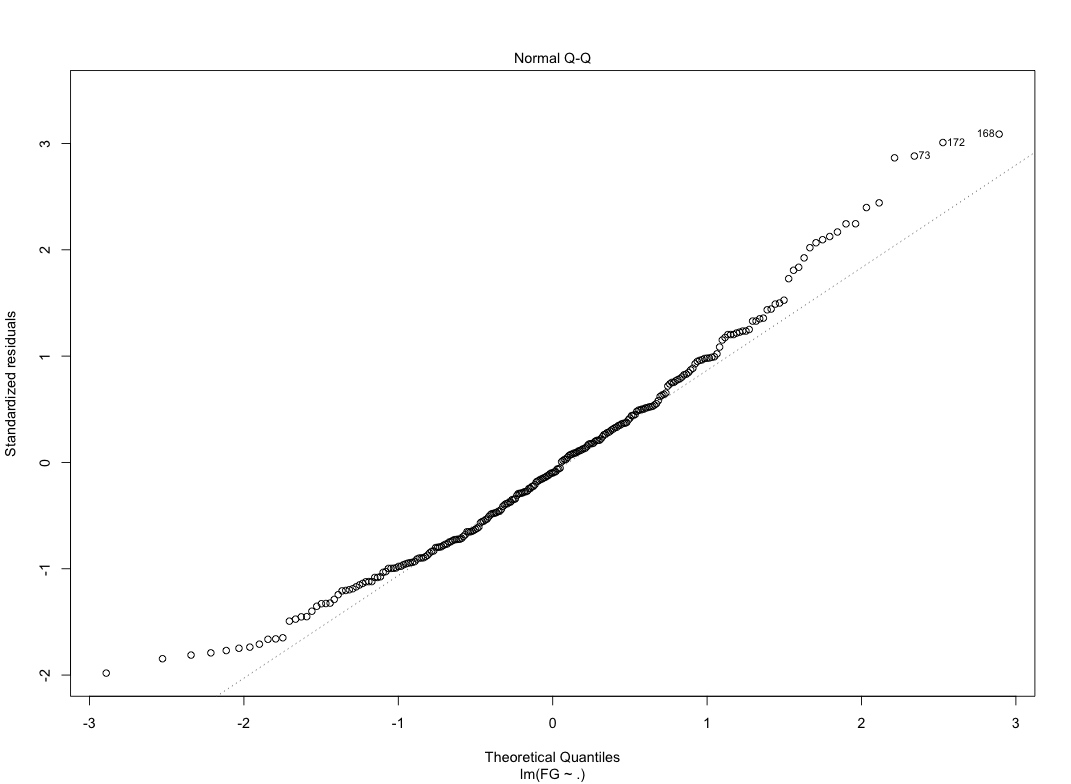 Normal Q-Q
Standardized residuals
3
2
1
0
-1
-2
168
172
73
-3 -2 -1 0 1 2 3
Theoretical Quantiles
lm(FG ~ .)